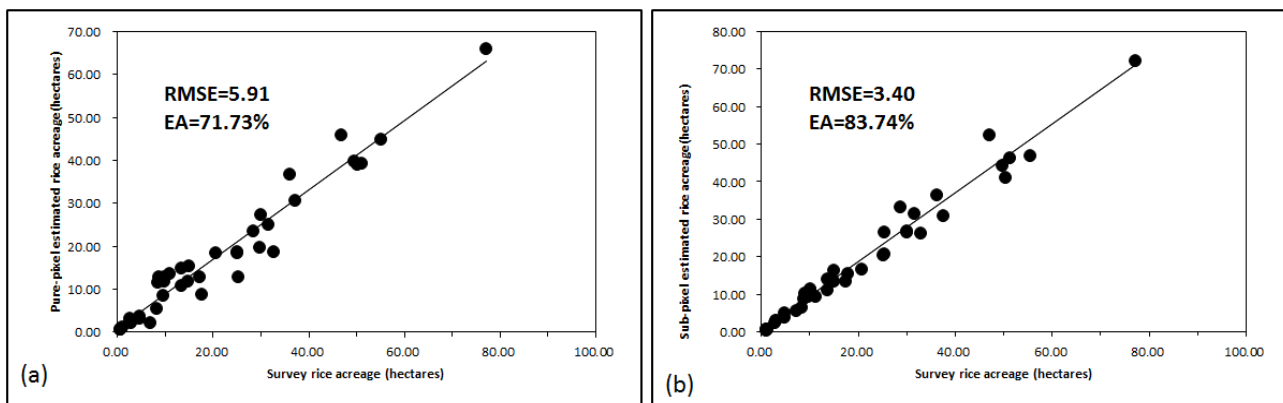 70.00
60.00
50.00
40.00
30.00
20.00
10.00
0.00
0.00 20.00 40.00 60.00 80.00 100.00
Pure-pixel estimated rice acreage(hectares)
Survey rice acreage (hectares)
RMSE=5.91
EA=71.73%
(a)
80.00
70.00
60.00
50.00
40.00
30.00
20.00
10.00
0.00
0.00 20.00 40.00 60.00 80.00 100.00
Sub-pixel estimated rice acreage(hectares)
Survey rice acreage (hectares)
RMSE=3.40
EA=83.74%
(b)